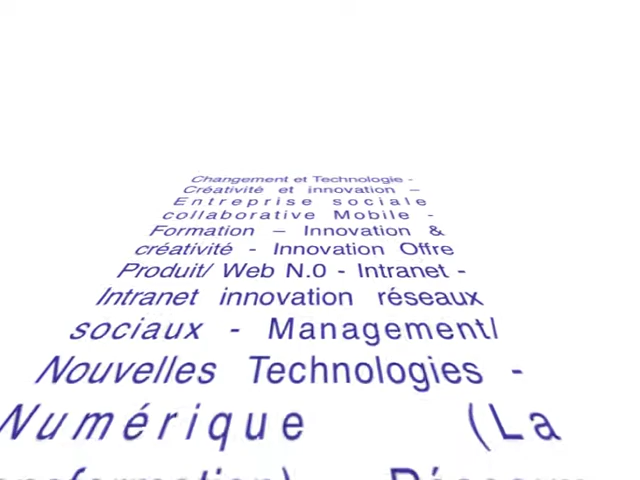 Changement et Technologie -
Créativité et innovation –
Entreprise sociale
collaborative Mobile -
Formation – Innovation &
créativité - Innovation Offre
Produit/ Web N.0 - Intranet -
Intranet innovation réseaux
sociaux - Management/
Nouvelles Technologies -
Numérique (La